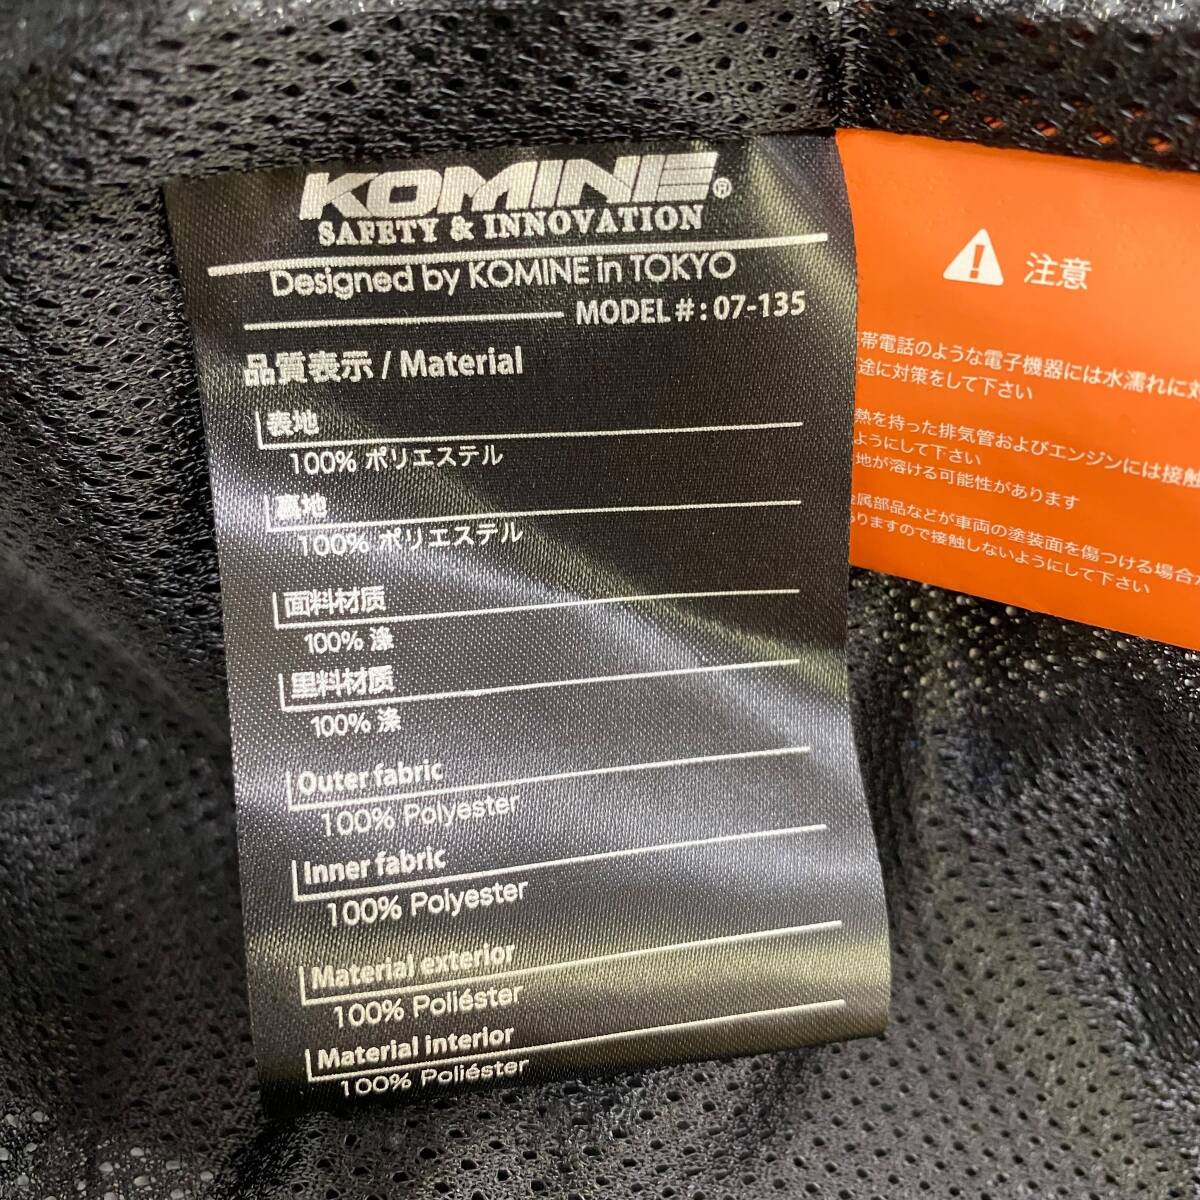 KOMINE®
SAFETY & INNOVATION
Designed by KOMINE in TOKYO
MODEL # : 07-135
品質表示 / Material
表地
100% ポリエステル
裏地
100% ポリエステル
面料材质
100% 涤
里料材质
100% 涤
Outer fabric
100% Polyester
Inner fabric
100% Polyester
Material exterior
100% Poliéster
Material interior
100% Poliéster
注意
帯電話のような電子機器には水濡れに対
途に対策をして下さい
熱を持った排気管およびエンジンには接触
ようにして下さい
地が溶ける可能性があります
属部品などが車両の塗装面を傷つける場合
りますので接触しないようにして下さい